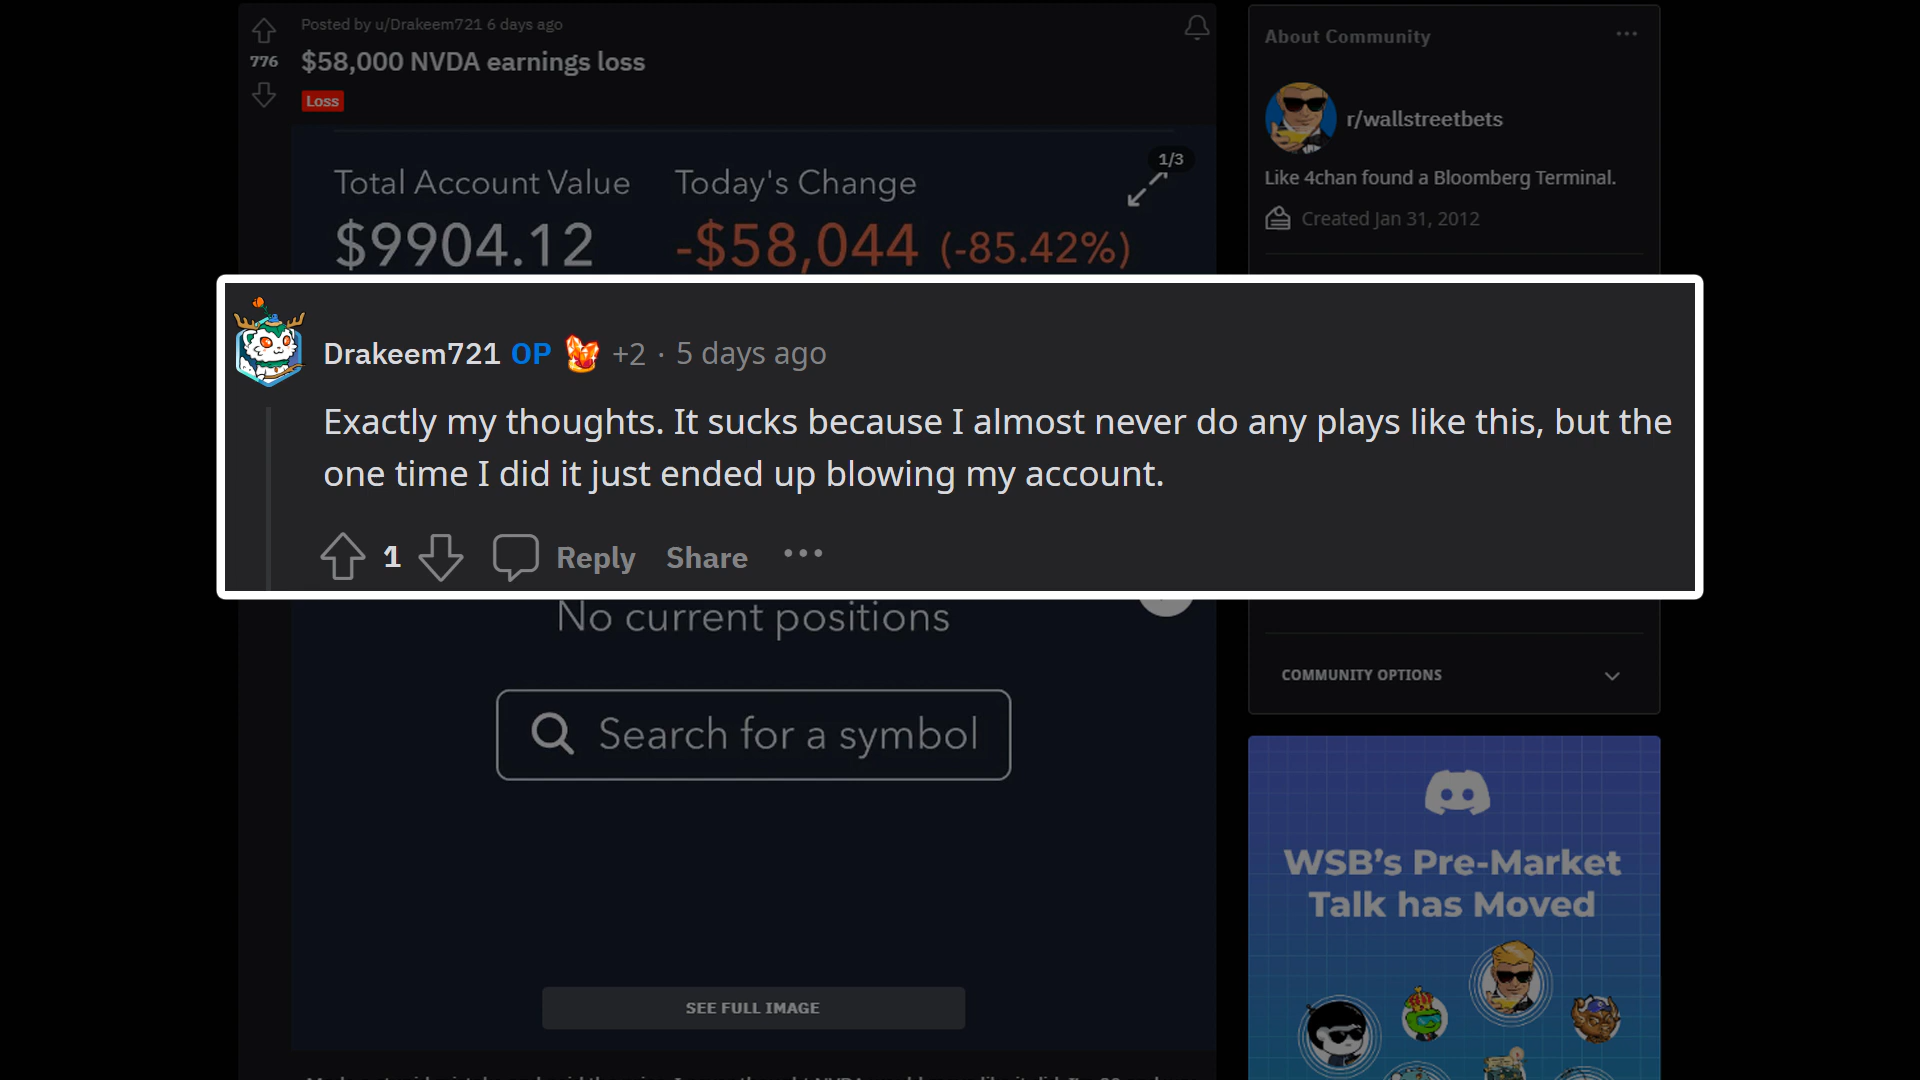 Posted by u/Drakeem721 6 days ago
776
$58,000 NVDA earnings loss
Loss
Total Account Value
Today's Change
1/3
$9904.12
-$58,044 (-85.42%)
About Community
r/wallstreetbets
Like 4chan found a Bloomberg Terminal.
Created Jan 31, 2012
Drakeem721 OP +2 · 5 days ago
Exactly my thoughts. It sucks because I almost never do any plays like this, but the
one time I did it just ended up blowing my account.
1 Reply Share
No current positions
Search for a symbol
SEE FULL IMAGE
COMMUNITY OPTIONS
WSB's Pre-Market
Talk has Moved